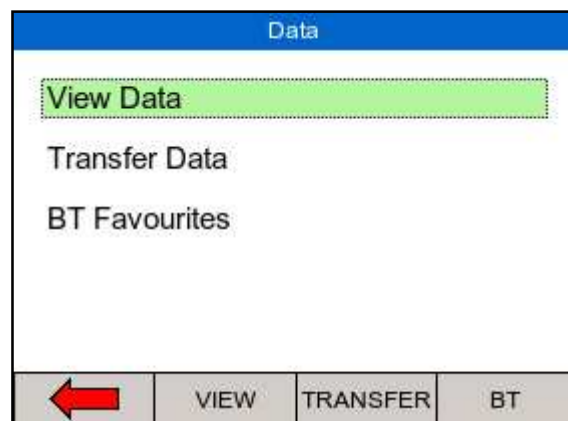 Data
View Data
Transfer Data
BT Favourites
VIEW TRANSFER BT